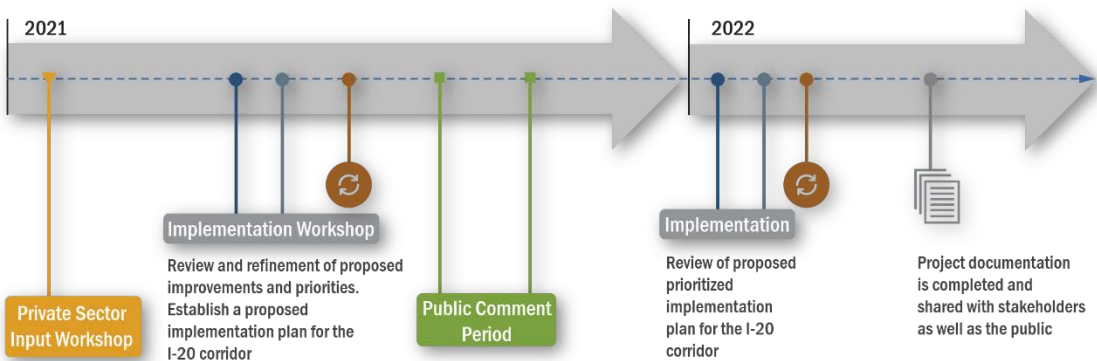 2021
2022
Implementation Workshop
Review and refinement of proposed
improvements and priorities.
Establish a proposed
implementation plan for the
I-20 corridor
Private Sector
Input Workshop
Public Comment
Period
Implementation
Review of proposed
prioritized
implementation
plan for the I-20
corridor
Project documentation
is completed and
shared with stakeholders
as well as the public